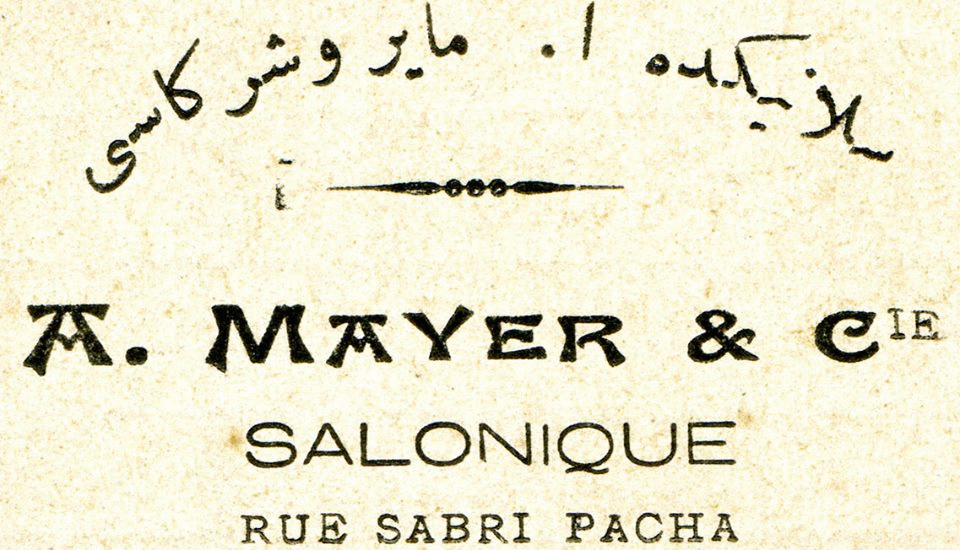 سلانیکده ا. مایر وشرکاسی
A. MAYER & CIE
SALONIQUE
RUE SABRI PACHA